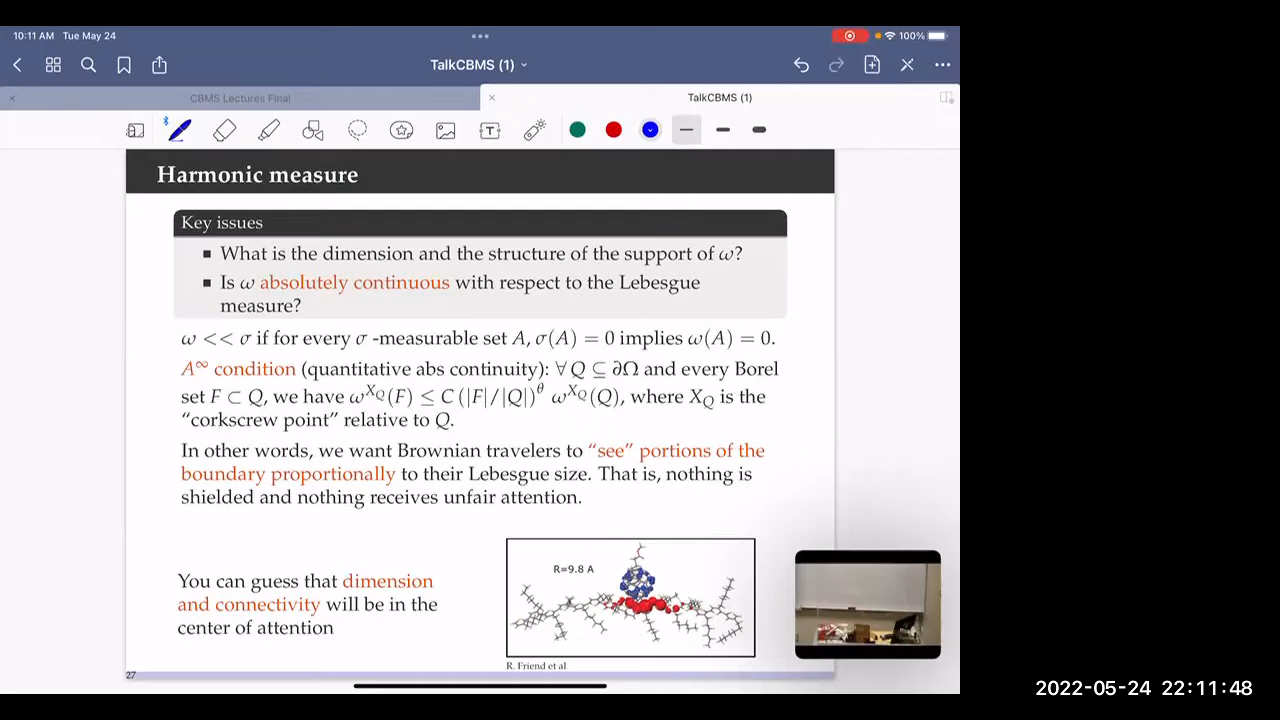 10:11 AM Tue May 24
100%
TalkCBMS (1)
CBMS Lectures Final
TalkCBMS (1)
Harmonic measure
Key issues
What is the dimension and the structure of the support of ω?
Is ω absolutely continuous with respect to the Lebesgue
measure?
ω << σ if for every σ -measurable set A, σ(A) = 0 implies ω(A) = 0.
A^∞ condition (quantitative abs continuity): ∀ Q ⊆ ∂Ω and every Borel
set F ⊂ Q, we have ω^{X_Q}(F) ≤ C (|F|/|Q|)^θ ω^{X_Q}(Q), where X_Q is the
“corkscrew point” relative to Q.
In other words, we want Brownian travelers to “see” portions of the
boundary proportionally to their Lebesgue size. That is, nothing is
shielded and nothing receives unfair attention.
You can guess that dimension
and connectivity will be in the
center of attention
R=9.8 A
R. Friend et al
27
2022-05-24 22:11:48